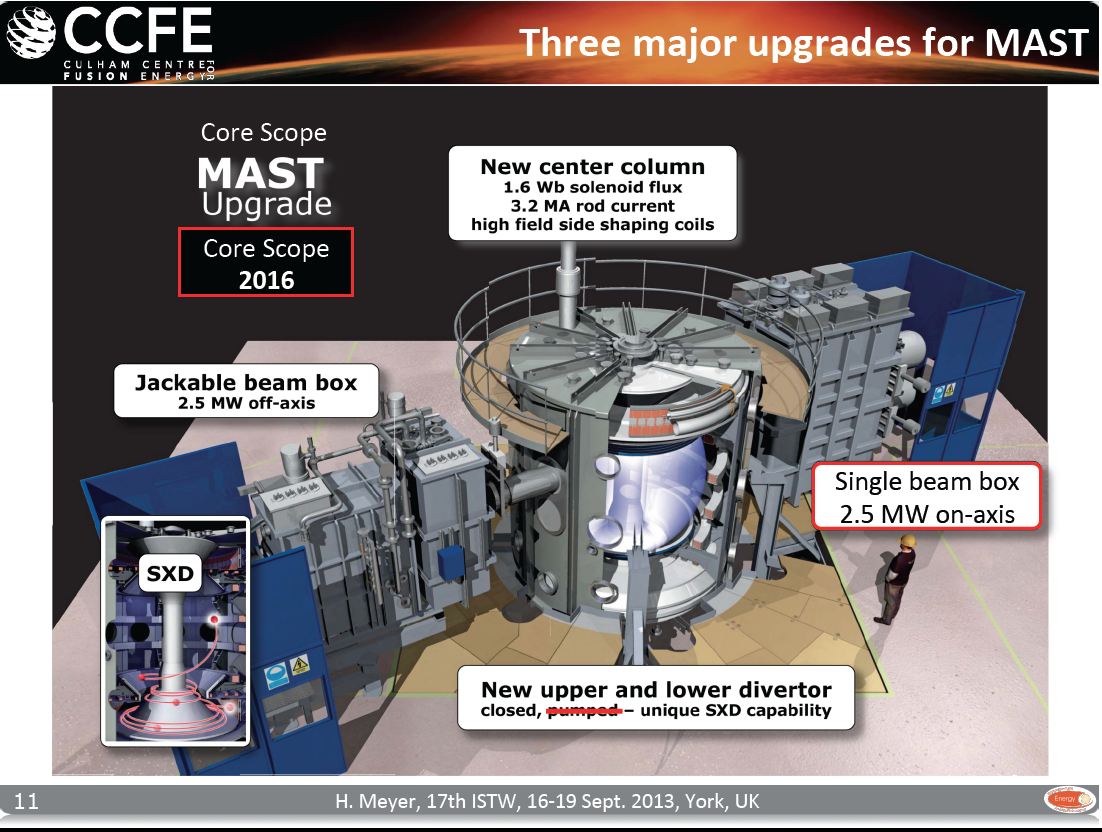 CCFE
CULHAM CENTRE FOR
FUSION ENERGY
Three major upgrades for MAST
Core Scope
MAST
Upgrade
Core Scope
2016
New center column
1.6 Wb solenoid flux
3.2 MA rod current
high field side shaping coils
Jackable beam box
2.5 MW off-axis
Single beam box
2.5 MW on-axis
SXD
New upper and lower divertor
closed, pumped – unique SXD capability
11
H. Meyer, 17th ISTW, 16-19 Sept. 2013, York, UK
Energy